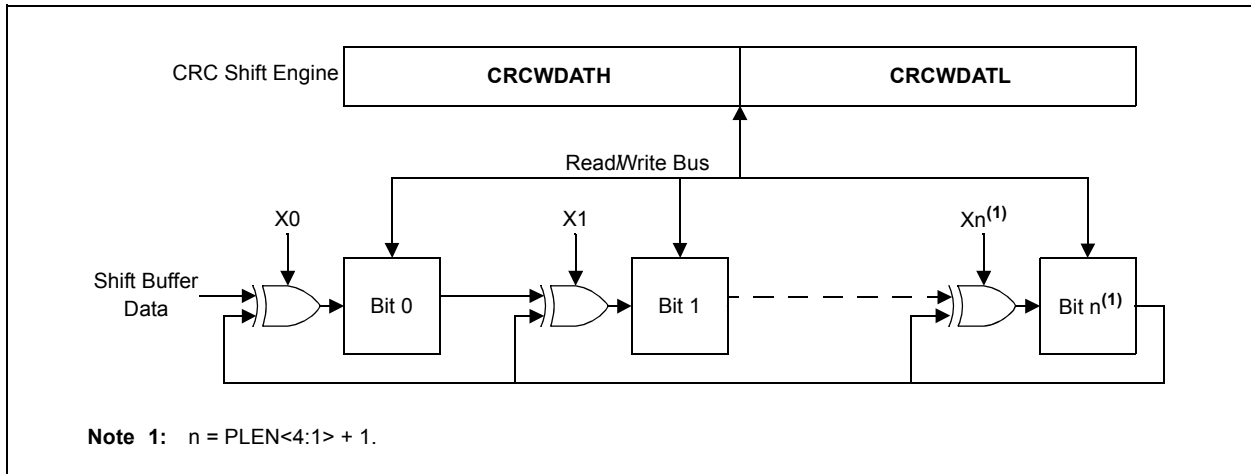 CRC Shift Engine
CRCWDATH
CRCWDATL
Read/Write Bus
X0
X1
Xn(1)
Shift Buffer
Data
Bit 0
Bit 1
Bit n(1)
Note 1: n = PLEN<4:1> + 1.